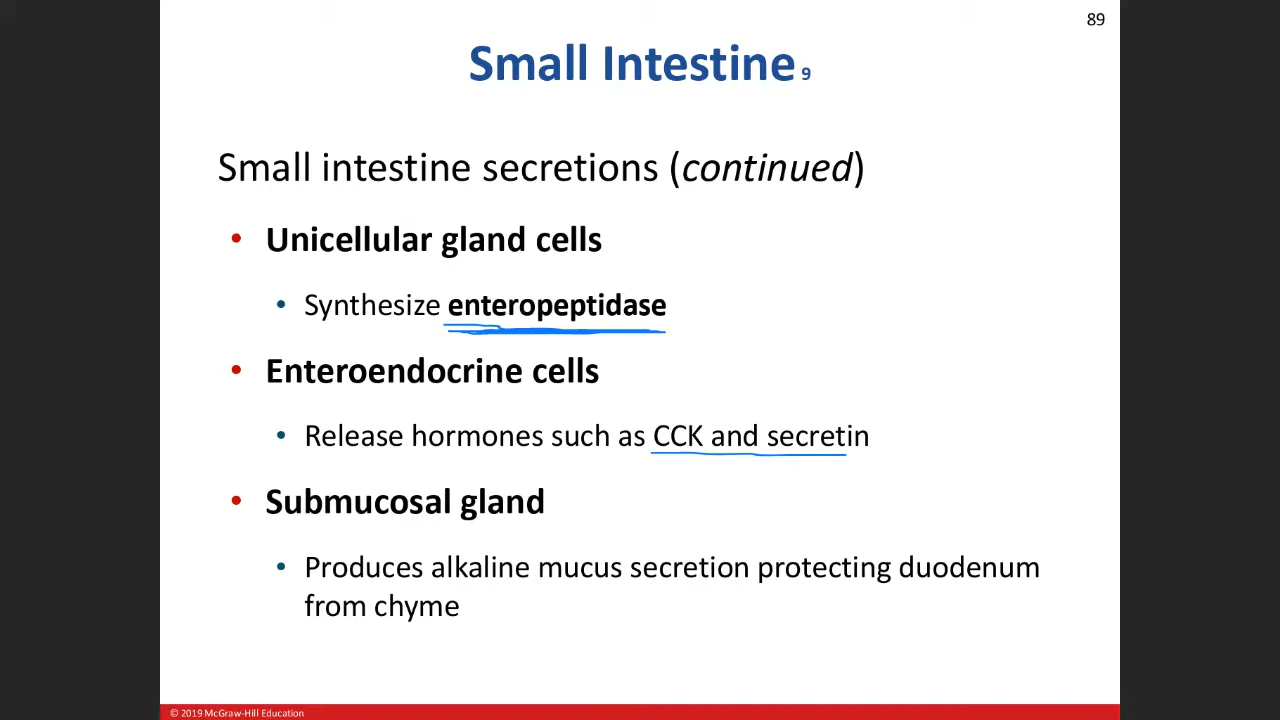 89
Small Intestine 9
Small intestine secretions (continued)
• Unicellular gland cells
• Synthesize enteropeptidase
• Enteroendocrine cells
• Release hormones such as CCK and secretin
• Submucosal gland
• Produces alkaline mucus secretion protecting duodenum
from chyme
© 2019 McGraw-Hill Education